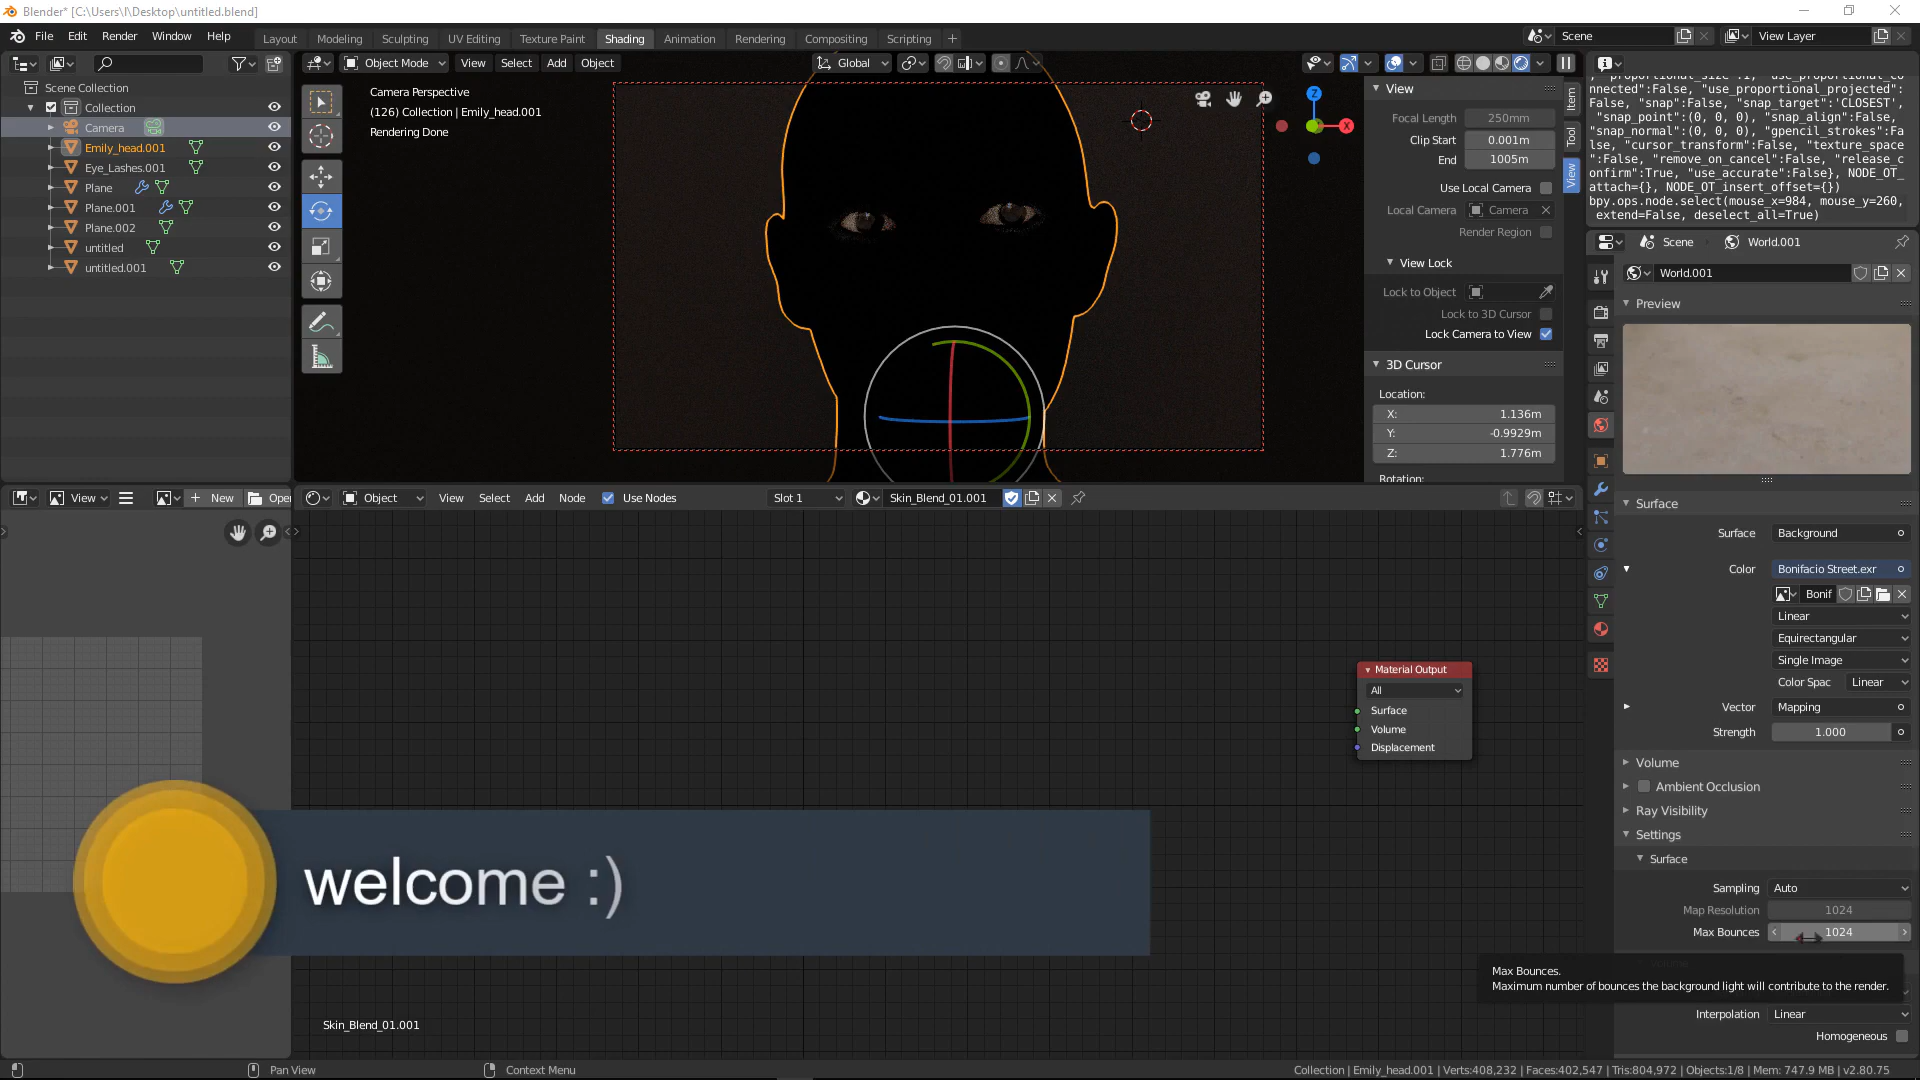 Blender* [C:\Users\I\Desktop\untitled.blend]
File Edit Render Window Help
Layout Modeling Sculpting UV Editing Texture Paint Shading Animation Rendering Compositing Scripting
Scene View Layer
Object Mode View Select Add Object Global
Scene Collection
Collection
Camera
Emily_head.001
Eye_Lashes.001
Plane
Plane.001
Plane.002
untitled
untitled.001
Camera Perspective
(126) Collection | Emily_head.001
Rendering Done
Z
X
View
Focal Length 250mm
Clip Start 0.001m
End 1005m
Use Local Camera
Local Camera Camera
Render Region
View Lock
Lock to Object
Lock to 3D Cursor
Lock Camera to View
3D Cursor
Location:
X: 1.136m
Y: -0.9929m
Z: 1.776m
Rotation:
Item
Tool
View
nnected":False, "use_proportional_projected":
False, "snap":False, "snap_target":'CLOSEST',
"snap_point":(0, 0, 0), "snap_align":False,
"snap_normal":(0, 0, 0), "gpencil_strokes":Fa
lse, "cursor_transform":False, "texture_space
":False, "remove_on_cancel":False, "release_c
onfirm":True, "use_accurate":False}, NODE_OT_
attach={}, NODE_OT_insert_offset={})
bpy.ops.node.select(mouse_x=984, mouse_y=260,
extend=False, deselect_all=True)
Scene World.001
World.001
Preview
Surface
Surface Background
Color Bonifacio Street.exr
Bonif
Linear
Equirectangular
Single Image
Color Spac Linear
Vector Mapping
Strength 1.000
Volume
Ambient Occlusion
Ray Visibility
Settings
Surface
Sampling Auto
Map Resolution 1024
Max Bounces 1024
Max Bounces.
Maximum number of bounces the background light will contribute to the render.
Interpolation Linear
Homogeneous
View New Open
Object View Select Add Node Use Nodes Slot 1 Skin_Blend_01.001
Material Output
All
Surface
Volume
Displacement
welcome :)
Skin_Blend_01.001
Pan View Context Menu
Collection | Emily_head.001 | Verts:408,232 | Faces:402,547 | Tris:804,972 | Objects:1/8 | Mem: 747.9 MB | v2.80.75